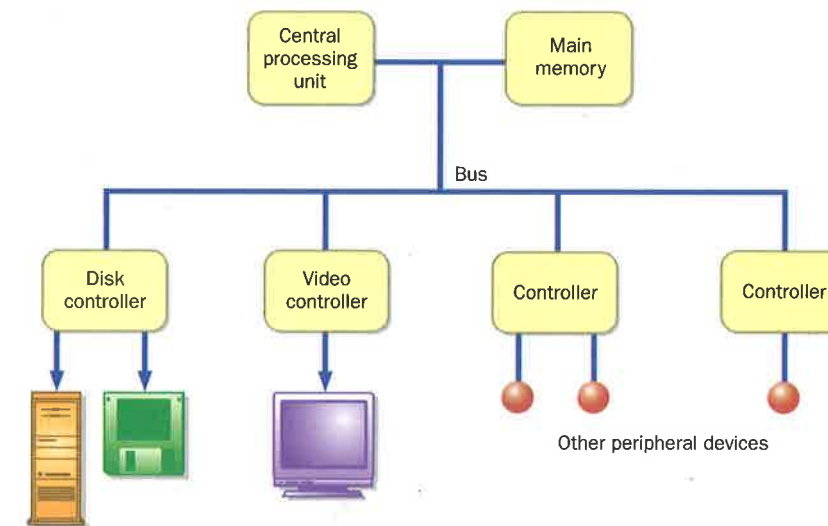 Central
processing
unit
Main
memory
Bus
Disk
controller
Video
controller
Controller
Controller
Other peripheral devices